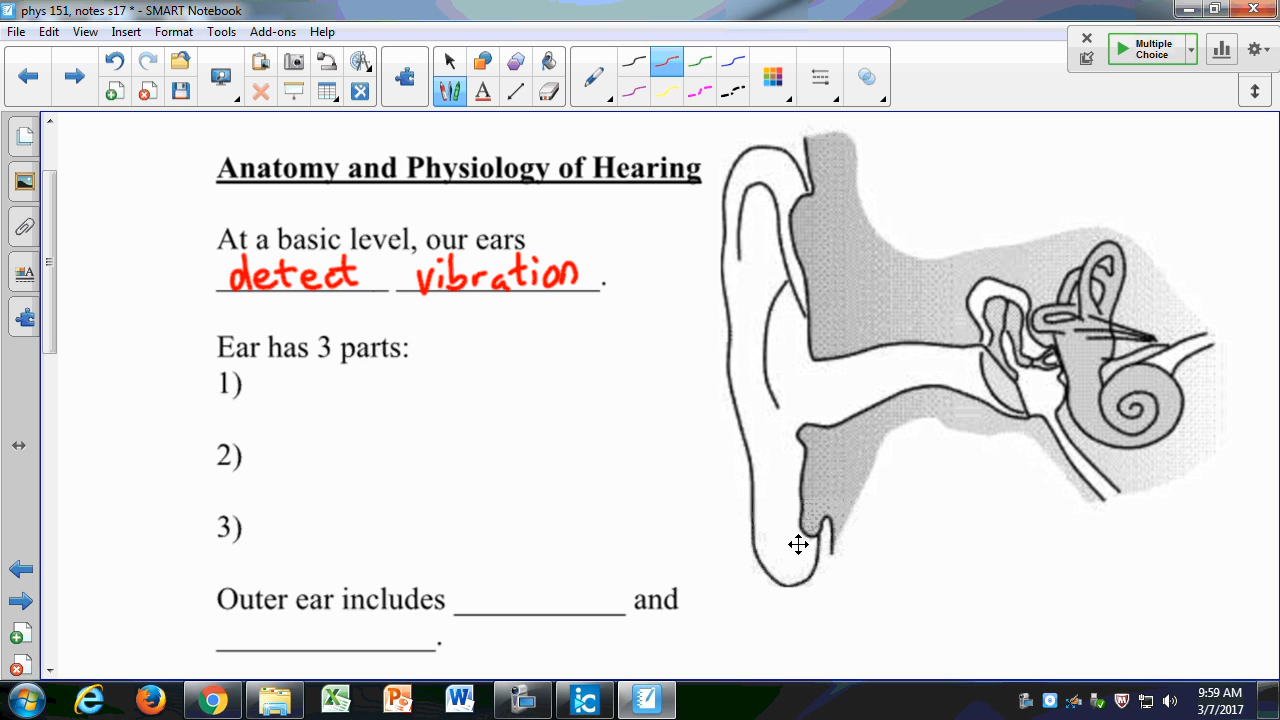 phys 151, notes s17 * - SMART Notebook
File Edit View Insert Format Tools Add-ons Help
Multiple
Choice
Anatomy and Physiology of Hearing
At a basic level, our ears
detect vibration.
Ear has 3 parts:
1)
2)
3)
Outer ear includes ____________ and
_______________.
9:59 AM
3/7/2017